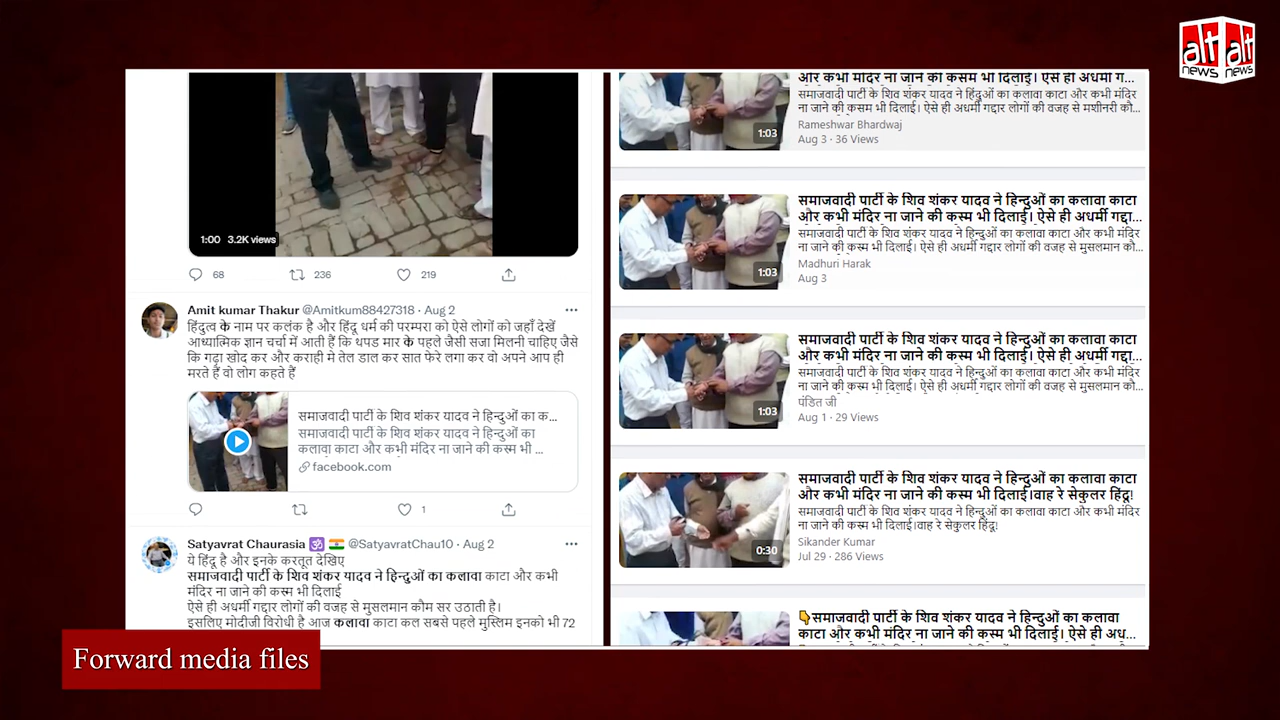 alt alt
news news
1:00 3.2K views
68 236 219
Amit kumar Thakur @Amitkum88427318 · Aug 2
हिंदुत्व के नाम पर कलंक है और हिंदू धर्म की परम्परा को ऐसे लोगों को जहाँ देखें
आध्यात्मिक ज्ञान चर्चा में आती हैं कि थपड मार के पहले जैसी सजा मिलनी चाहिए जैसे
कि गढ़ा खोद कर और कराही मे तेल डाल कर सात फेरे लगा कर वो अपने आप ही
मरते हैं वो लोग कहते हैं
समाजवादी पार्टी के शिव शंकर यादव ने हिन्दुओं का क...
समाजवादी पार्टी के शिव शंकर यादव ने हिन्दुओं का
कलावा काटा और कभी मंदिर ना जाने की कस्म भी ...
facebook.com
1
Satyavrat Chaurasia 🕉 🇮🇳 @SatyavratChau10 · Aug 2
ये हिंदू है और इनके करतूत देखिए
समाजवादी पार्टी के शिव शंकर यादव ने हिन्दुओं का कलावा काटा और कभी
मंदिर ना जाने की कस्म भी दिलाई
ऐसे ही अधर्मी गद्दार लोगों की वजह से मुसलमान कौम सर उठाती है।
इसलिए मोदीजी विरोधी है आज कलावा काटा कल सबसे पहले मुस्लिम इनको भी 72
और कभी मंदिर ना जाने की कसम भी दिलाई। ऐसे ही अधर्मी ग...
समाजवादी पार्टी के शिव शंकर यादव ने हिंदुओं का कलावा काटा और कभी मंदिर
ना जाने की कसम भी दिलाई। ऐसे ही अधर्मी गद्दार लोगों की वजह से मशीनरी कौ...
1:03
Rameshwar Bhardwaj
Aug 3 · 36 Views
समाजवादी पार्टी के शिव शंकर यादव ने हिन्दुओं का कलावा काटा
और कभी मंदिर ना जाने की कस्म भी दिलाई। ऐसे ही अधर्मी गद्दा...
समाजवादी पार्टी के शिव शंकर यादव ने हिन्दुओं का कलावा काटा और कभी मंदिर
ना जाने की कस्म भी दिलाई। ऐसे ही अधर्मी गद्दार लोगों की वजह से मुसलमान कौ...
1:03
Madhuri Harak
Aug 3
समाजवादी पार्टी के शिव शंकर यादव ने हिन्दुओं का कलावा काटा
और कभी मंदिर ना जाने की कस्म भी दिलाई। ऐसे ही अधर्मी गद्दा...
समाजवादी पार्टी के शिव शंकर यादव ने हिन्दुओं का कलावा काटा और कभी मंदिर
ना जाने की कस्म भी दिलाई। ऐसे ही अधर्मी गद्दार लोगों की वजह से मुसलमान कौ...
1:03
पंडित जी
Aug 1 · 29 Views
समाजवादी पार्टी के शिव शंकर यादव ने हिन्दुओं का कलावा काटा
और कभी मंदिर ना जाने की कस्म भी दिलाई।वाह रे सेकुलर हिंदू!
समाजवादी पार्टी के शिव शंकर यादव ने हिन्दुओं का कलावा काटा और कभी मंदिर
ना जाने की कस्म भी दिलाई।वाह रे सेकुलर हिंदू!
0:30
Sikander Kumar
Jul 29 · 286 Views
👇समाजवादी पार्टी के शिव शंकर यादव ने हिन्दुओं का कलावा
काटा और कभी मंदिर ना जाने की कस्म भी दिलाई। ऐसे ही अध...
Forward media files